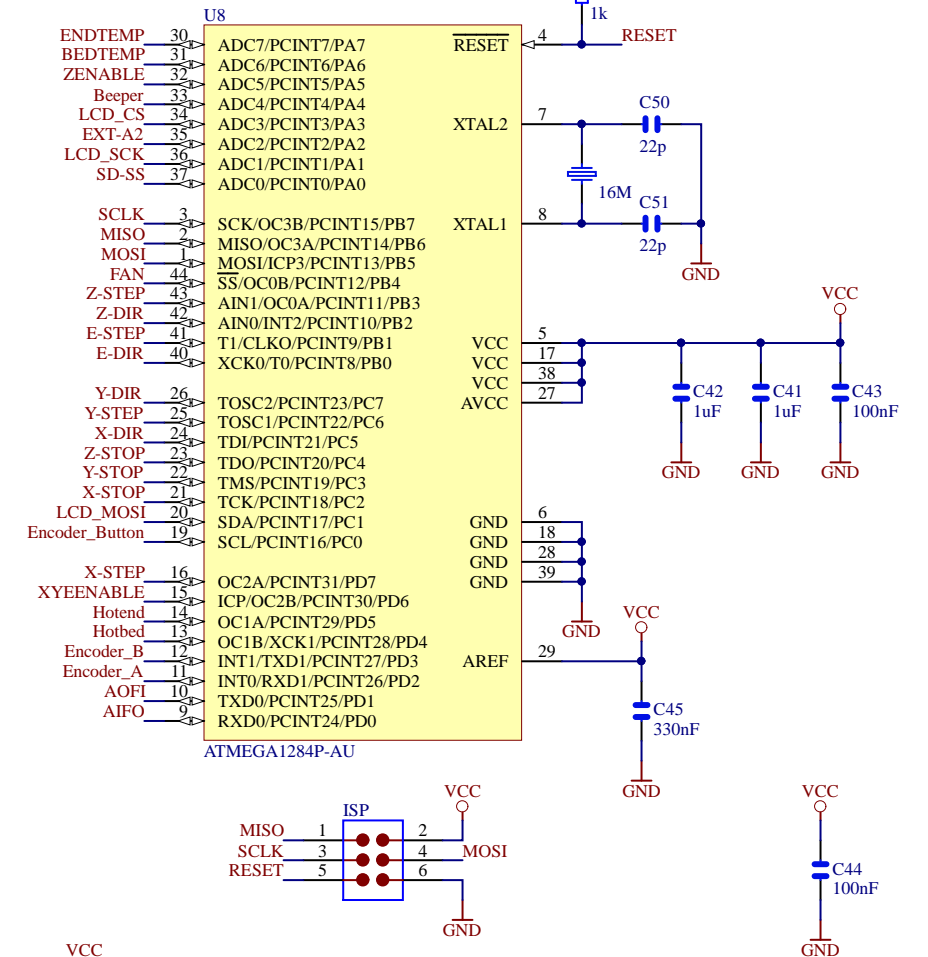 U8
1k
ENDTEMP 30 ADC7/PCINT7/PA7 RESET 4 RESET
BEDTEMP 31 ADC6/PCINT6/PA6
ZENABLE 32 ADC5/PCINT5/PA5
Beeper 33 ADC4/PCINT4/PA4
LCD_CS 34 ADC3/PCINT3/PA3 XTAL2 7 C50 22p
EXT-A2 35 ADC2/PCINT2/PA2
LCD_SCK 36 ADC1/PCINT1/PA1
SD-SS 37 ADC0/PCINT0/PA0
16M
SCLK 3 SCK/OC3B/PCINT15/PB7 XTAL1 8 C51 22p
MISO 2 MISO/OC3A/PCINT14/PB6
MOSI 1 MOSI/ICP3/PCINT13/PB5
GND
FAN 44 SS/OC0B/PCINT12/PB4
Z-STEP 43 AIN1/OC0A/PCINT11/PB3
Z-DIR 42 AIN0/INT2/PCINT10/PB2
VCC
E-STEP 41 T1/CLKO/PCINT9/PB1 VCC 5
E-DIR 40 XCK0/T0/PCINT8/PB0 VCC 17
VCC 38
Y-DIR 26 TOSC2/PCINT23/PC7 AVCC 27
C42 1uF
C41 1uF
C43 100nF
GND GND GND
Y-STEP 25 TOSC1/PCINT22/PC6
X-DIR 24 TDI/PCINT21/PC5
Z-STOP 23 TDO/PCINT20/PC4
Y-STOP 22 TMS/PCINT19/PC3
X-STOP 21 TCK/PCINT18/PC2
LCD_MOSI 20 SDA/PCINT17/PC1 GND 6
Encoder_Button 19 SCL/PCINT16/PC0 GND 18
GND 28
X-STEP 16 OC2A/PCINT31/PD7 GND 39
XYEENABLE 15 ICP/OC2B/PCINT30/PD6
Hotend 14 OC1A/PCINT29/PD5
GND
VCC
Hotbed 13 OC1B/XCK1/PCINT28/PD4
Encoder_B 12 INT1/TXD1/PCINT27/PD3 AREF 29
Encoder_A 11 INT0/RXD1/PCINT26/PD2
AOFI 10 TXD0/PCINT25/PD1
AIFO 9 RXD0/PCINT24/PD0
C45
330nF
GND
ATMEGA1284P-AU
ISP
VCC
MISO 1 2
SCLK 3 4 MOSI
RESET 5 6
GND
VCC
C44
100nF
GND
VCC